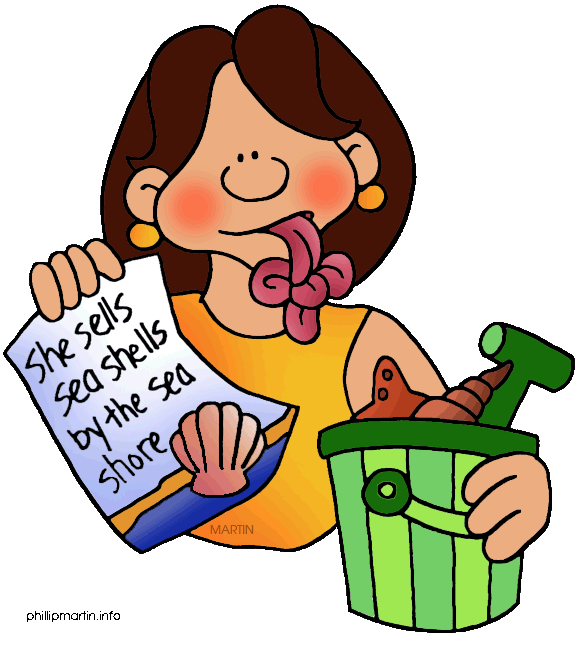 she sells
sea shells
by the sea
shore
MARTIN
phillipmartin.info